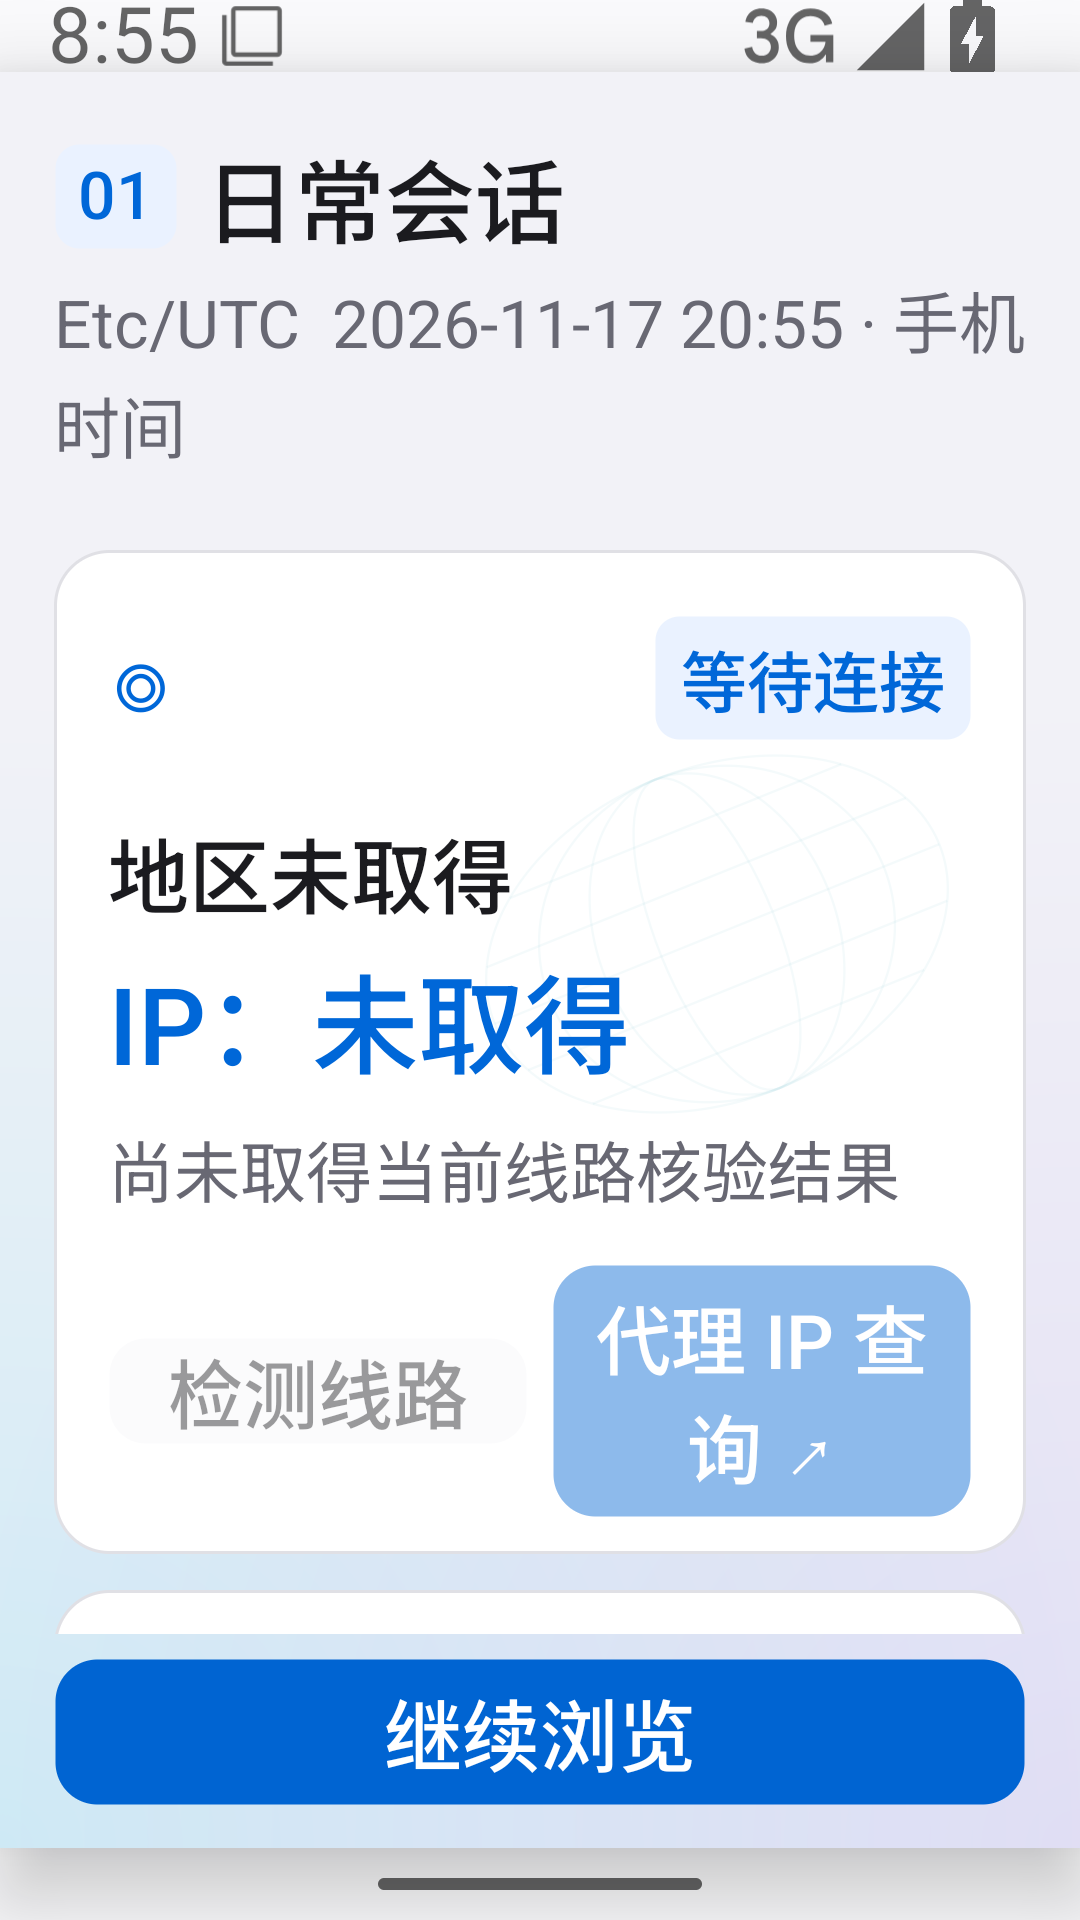 8:55
3G
01 日常会话
Etc/UTC 2026-11-17 20:55 · 手机
时间
等待连接
地区未取得
IP：未取得
尚未取得当前线路核验结果
检测线路
代理 IP 查
询 ↗
继续浏览